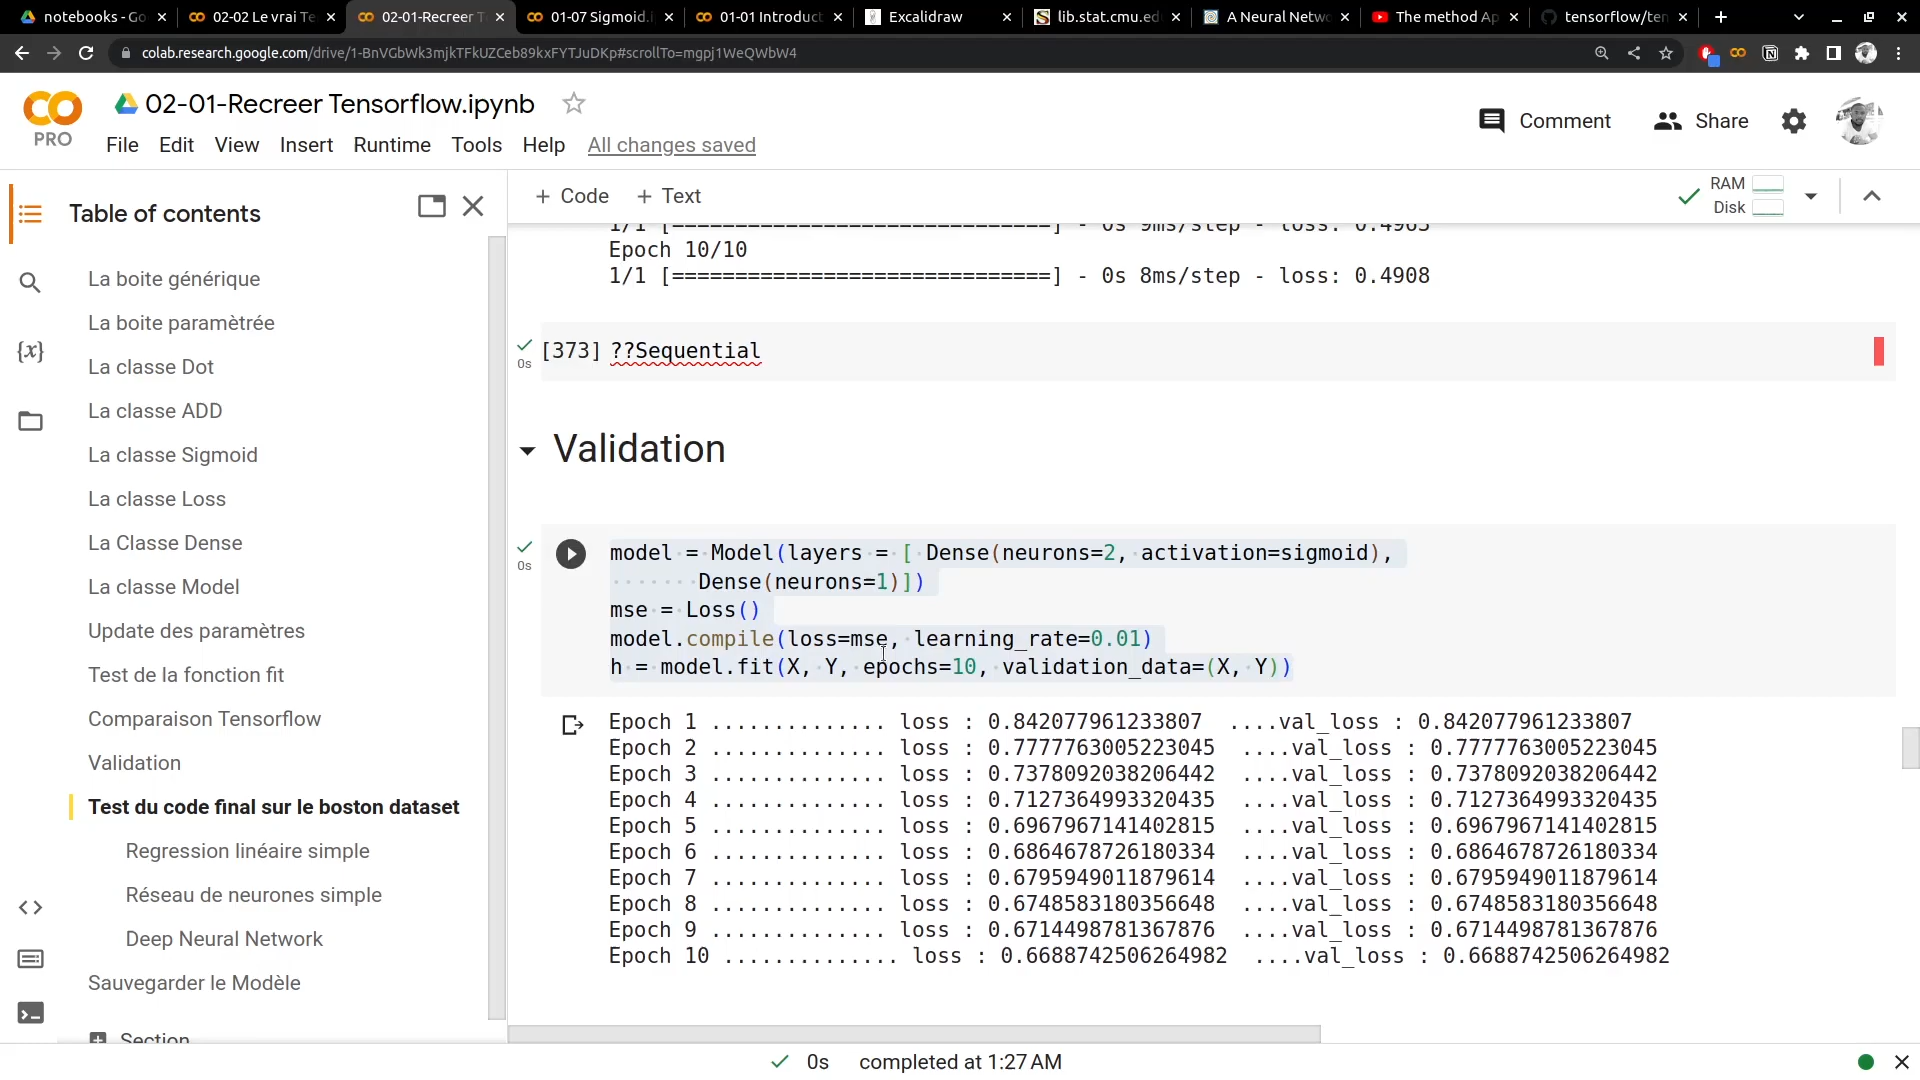 notebooks - Go
02-02 Le vrai Te
02-01-Recreer T
01-07 Sigmoid.i
01-01 Introduct
Excalidraw
lib.stat.cmu.ed
A Neural Netwo
The method Ap
tensorflow/ten
colab.research.google.com/drive/1-BnVGbWk3mjkTFkUZCeb89kxFYTJuDKp#scrollTo=mgpj1WeQWbW4
PRO
02-01-Recreer Tensorflow.ipynb
File Edit View Insert Runtime Tools Help All changes saved
Comment
Share
Table of contents
La boite générique
La boite paramètrée
La classe Dot
La classe ADD
La classe Sigmoid
La classe Loss
La Classe Dense
La classe Model
Update des paramètres
Test de la fonction fit
Comparaison Tensorflow
Validation
Test du code final sur le boston dataset
Regression linéaire simple
Réseau de neurones simple
Deep Neural Network
Sauvegarder le Modèle
Section
+ Code + Text
RAM
Disk
1/1 [==============================] - 0s 9ms/step - loss: 0.4963
Epoch 10/10
1/1 [==============================] - 0s 8ms/step - loss: 0.4908
0s
[373] ??Sequential
Validation
0s
model = Model(layers = [ Dense(neurons=2, activation=sigmoid),
Dense(neurons=1)])
mse = Loss()
model.compile(loss=mse, learning_rate=0.01)
h = model.fit(X, Y, epochs=10, validation_data=(X, Y))
Epoch 1 .............. loss : 0.842077961233807 ....val_loss : 0.842077961233807
Epoch 2 .............. loss : 0.7777763005223045 ....val_loss : 0.7777763005223045
Epoch 3 .............. loss : 0.7378092038206442 ....val_loss : 0.7378092038206442
Epoch 4 .............. loss : 0.7127364993320435 ....val_loss : 0.7127364993320435
Epoch 5 .............. loss : 0.6967967141402815 ....val_loss : 0.6967967141402815
Epoch 6 .............. loss : 0.6864678726180334 ....val_loss : 0.6864678726180334
Epoch 7 .............. loss : 0.6795949011879614 ....val_loss : 0.6795949011879614
Epoch 8 .............. loss : 0.6748583180356648 ....val_loss : 0.6748583180356648
Epoch 9 .............. loss : 0.6714498781367876 ....val_loss : 0.6714498781367876
Epoch 10 .............. loss : 0.6688742506264982 ....val_loss : 0.6688742506264982
0s completed at 1:27 AM